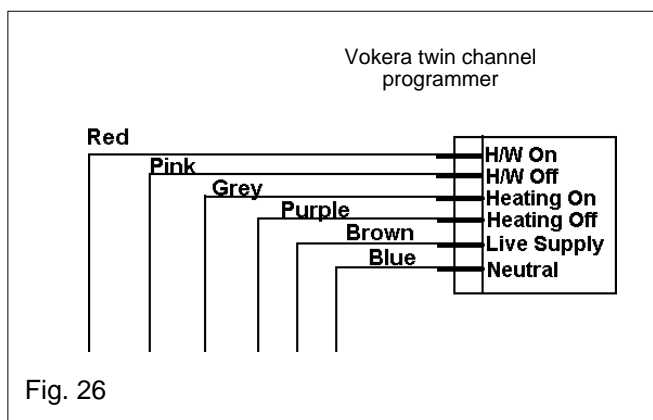 Vokera twin channel
programmer
Red
H/W On
Pink
H/W Off
Grey
Heating On
Purple
Heating Off
Brown
Live Supply
Blue
Neutral
Fig. 26